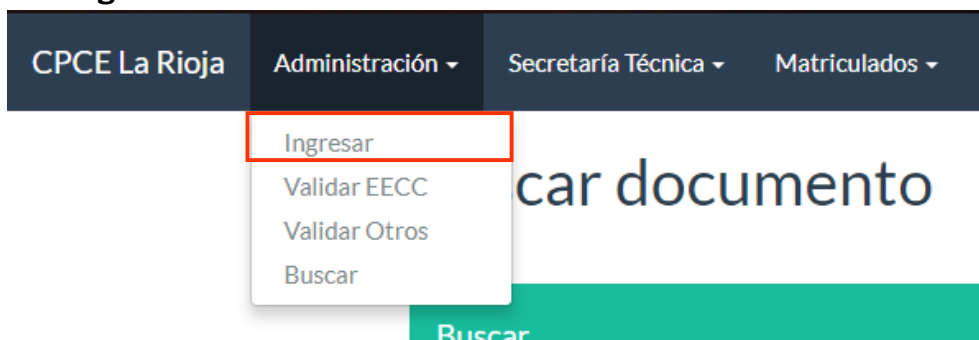 CPCE La Rioja Administración Secretaría Técnica Matriculados
Ingresar
Validar EECC
Validar Otros
Buscar
car documento
Buscar